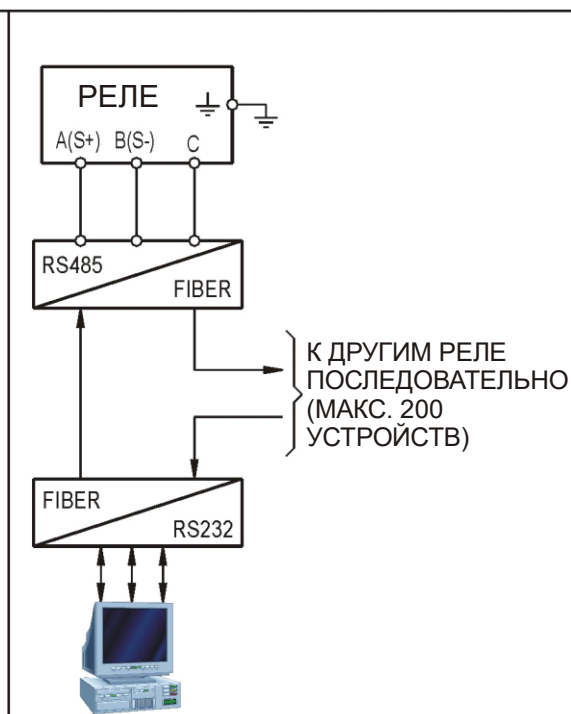 РЕЛЕ
A(S+) B(S-) C
RS485
FIBER
К ДРУГИМ РЕЛЕ
ПОСЛЕДОВАТЕЛЬНО
(МАКС. 200
УСТРОЙСТВ)
FIBER
RS232